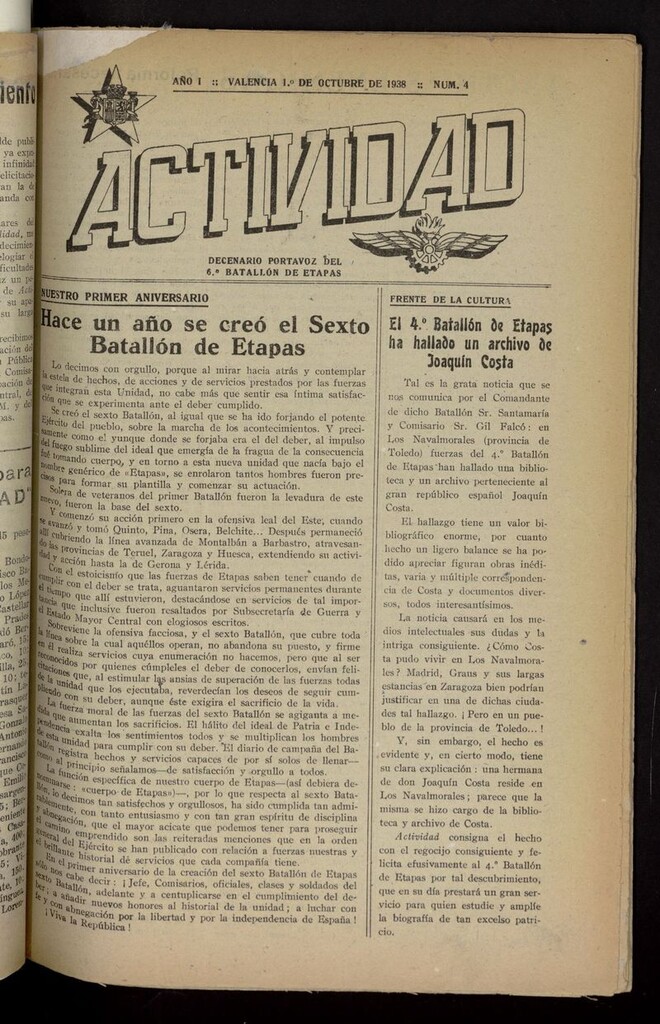 AÑO I :: VALENCIA 1.º DE OCTUBRE DE 1938 :: NUM. 4
ACTIVIDAD
DECENARIO PORTAVOZ DEL
6.º BATALLÓN DE ETAPAS
NUESTRO PRIMER ANIVERSARIO
Hace un año se creó el Sexto
Batallón de Etapas
Lo decimos con orgullo, porque al mirar hacia atrás y contemplar
la estela de hechos, de acciones y de servicios prestados por las fuerzas
que integran esta Unidad, no cabe más que sentir esa íntima satisfac-
ción que se experimenta ante el deber cumplido.
Se creó el sexto Batallón, al igual que se ha ido forjando el potente
Ejército del pueblo, sobre la marcha de los acontecimientos. Y preci-
samente como el yunque donde se forjaba era el del deber, al impulso
del fuego sublime del ideal que emergía de la fragua de la consecuencia
fué tomando cuerpo, y en torno a esta nueva unidad que nacía bajo el
nombre genérico de «Etapas», se enrolaron tantos hombres fueron pre-
cisos para formar su plantilla y comenzar su actuación.
Solera de veteranos del primer Batallón fueron la levadura de este
nuevo, fueron la base del sexto.
Y comenzó su acción primero en la ofensiva leal del Este, cuando
se avanzó y tomó Quinto, Pina, Osera, Belchite... Después permaneció
allí cubriendo la línea avanzada de Montalbán a Barbastro, atravesan-
do las provincias de Teruel, Zaragoza y Huesca, extendiendo su activi-
dad y acción hasta la de Gerona y Lérida.
Con el estoicismo que las fuerzas de Etapas saben tener cuando de
cumplir con el deber se trata, aguantaron servicios permanentes durante
el tiempo que allí estuvieron, destacándose en servicios de tal impor-
tancia que inclusive fueron resaltados por Subsecretaría de Guerra y
Estado Mayor Central con elogiosos escritos.
Sobreviene la ofensiva facciosa, y el sexto Batallón, que cubre toda
la línea sobre la cual aquéllos operan, no abandona su puesto, y firme
en él realiza servicios cuya enumeración no hacemos, pero que al ser
reconocidos por quienes cúmpleles el deber de conocerlos, envían felici-
taciones que, al estimular las ansias de superación de las fuerzas todas
de la unidad que los ejecutaba, reverdecían los deseos de seguir cum-
pliendo con su deber, aunque éste exigiera el sacrificio de la vida.
La fuerza moral de las fuerzas del sexto Batallón se agiganta a me-
dida que aumentan los sacrificios. El hálito del ideal de Patria e Inde-
pendencia exalta los sentimientos todos y se multiplican los hombres
de esta unidad para cumplir con su deber. El diario de campaña del Ba-
tallón registra hechos y servicios capaces de por sí solos de llenar—
como al principio señalamos—de satisfacción y orgullo a todos.
La función específica de nuestro cuerpo de Etapas—(así debiera de-
nominarse: «cuerpo de Etapas»)—, por lo que respecta al sexto Bata-
llón, lo decimos tan satisfechos y orgullosos, ha sido cumplida tan admi-
rablemente, con tanto entusiasmo y con tan gran espíritu de disciplina
y abnegación, que el mayor acicate que podemos tener para proseguir
el camino emprendido son las reiteradas menciones que en la orden
general del Ejército se han publicado con relación a fuerzas nuestras y
el brillante historial de servicios que cada compañía tiene.
En el primer aniversario de la creación del sexto Batallón de Etapas
sólo nos cabe decir: ¡Jefe, Comisarios, oficiales, clases y soldados del
sexto Batallón, adelante y a centuplicarse en el cumplimiento del de-
ber; a añadir nuevos honores al historial de la unidad; a luchar con
fe y con abnegación por la libertad y por la independencia de España!
¡Viva la República!
FRENTE DE LA CULTURA
El 4.º Batallón de Etapas
ha hallado un archivo de
Joaquín Costa
Tal es la grata noticia que se
nos comunica por el Comandante
de dicho Batallón Sr. Santamaría
y Comisario Sr. Gil Falcó: en
Los Navalmorales (provincia de
Toledo) fuerzas del 4.º Batallón
de Etapas han hallado una biblio-
teca y un archivo perteneciente al
gran repúblico español Joaquín
Costa.
El hallazgo tiene un valor bi-
bliográfico enorme, por cuanto
hecho un ligero balance se ha po-
dido apreciar figuran obras inédi-
tas, varia y múltiple corresponden-
cia de Costa y documentos diver-
sos, todos interesantísimos.
La noticia causará en los me-
dios intelectuales sus dudas y la
intriga consiguiente. ¿Cómo Cos-
ta pudo vivir en Los Navalmora-
les? Madrid, Graus y sus largas
estancias en Zaragoza bien podrían
justificar en una de dichas ciuda-
des tal hallazgo. ¡Pero en un pue-
blo de la provincia de Toledo...!
Y, sin embargo, el hecho es
evidente y, en cierto modo, tiene
su clara explicación: una hermana
de don Joaquín Costa reside en
Los Navalmorales; parece que la
misma se hizo cargo de la biblio-
teca y archivo de Costa.
Actividad consigna el hecho
con el regocijo consiguiente y fe-
licita efusivamente al 4.º Batallón
de Etapas por tal descubrimiento,
que en su día prestará un gran ser-
vicio para quien estudie y amplíe
la biografía de tan excelso patri-
cio.